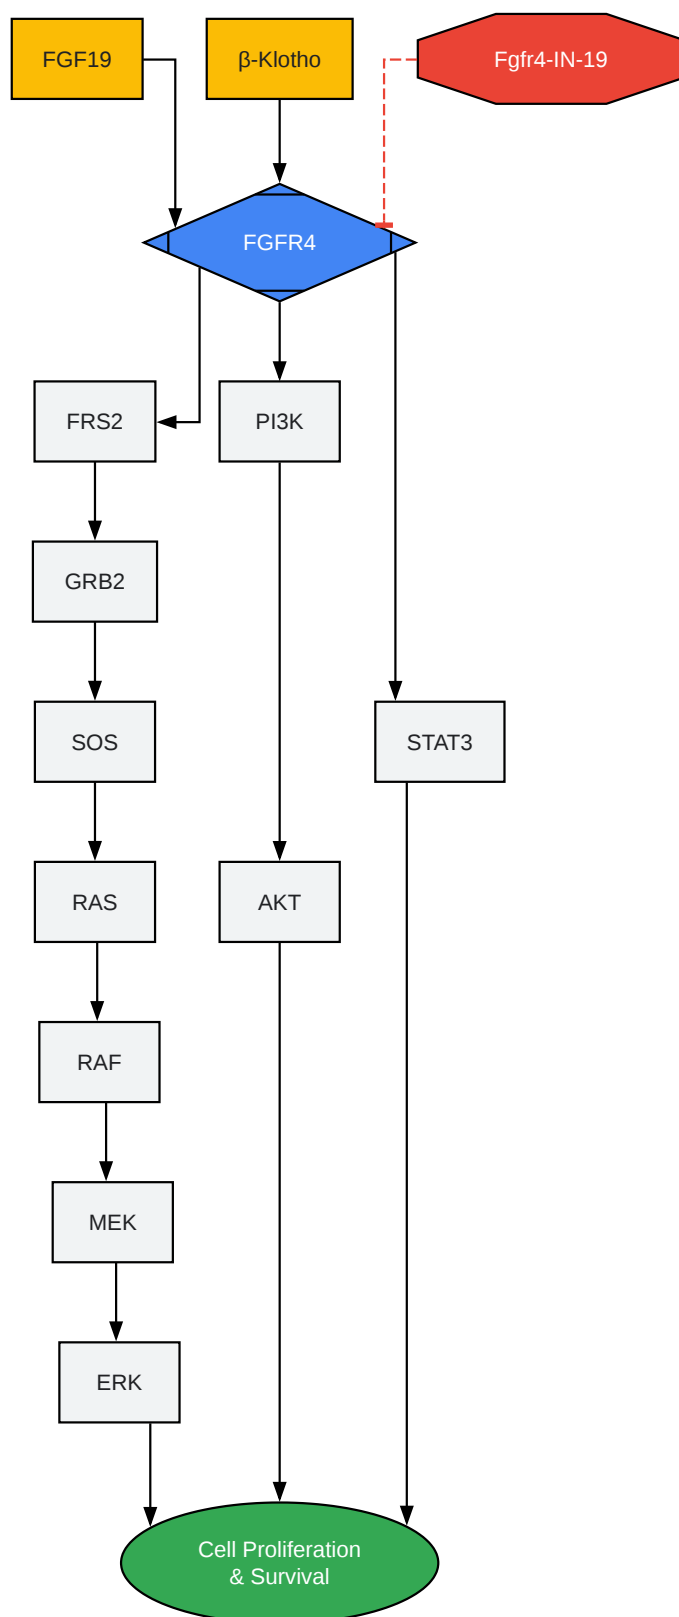 FGF19
β-Klotho
Fgfr4-IN-19
FGFR4
FRS2
PI3K
GRB2
SOS
STAT3
RAS
AKT
RAF
MEK
ERK
Cell Proliferation
& Survival